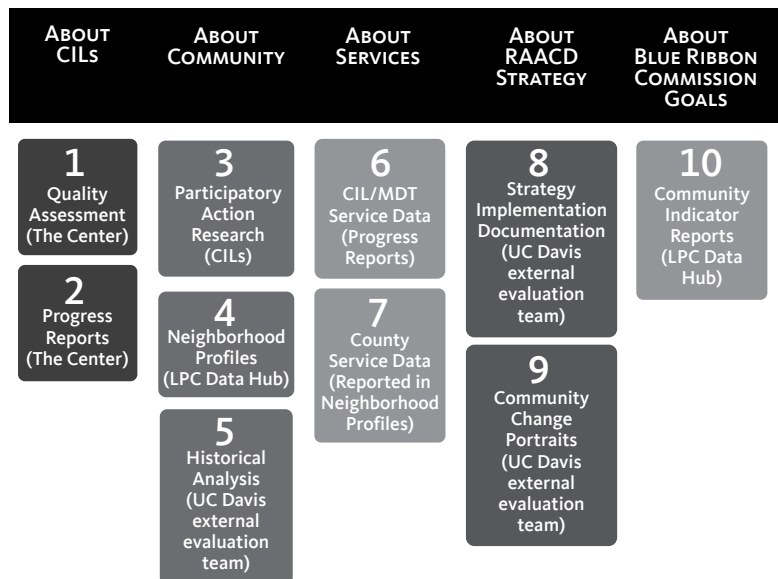 ABOUT
CILS
ABOUT
COMMUNITY
ABOUT
SERVICES
ABOUT
RAACD
STRATEGY
ABOUT
BLUE RIBBON
COMMISSION
GOALS
1
Quality
Assessment
(The Center)
2
Progress
Reports
(The Center)
3
Participatory
Action
Research
(CILs)
4
Neighborhood
Profiles
(LPC Data Hub)
5
Historical
Analysis
(UC Davis
external
evaluation
team)
6
CIL/MDT
Service Data
(Progress
Reports)
7
County
Service Data
(Reported in
Neighborhood
Profiles)
8
Strategy
Implementation
Documentation
(UC Davis
external
evaluation
team)
9
Community
Change
Portraits
(UC Davis
external
evaluation
team)
10
Community
Indicator
Reports
(LPC Data
Hub)